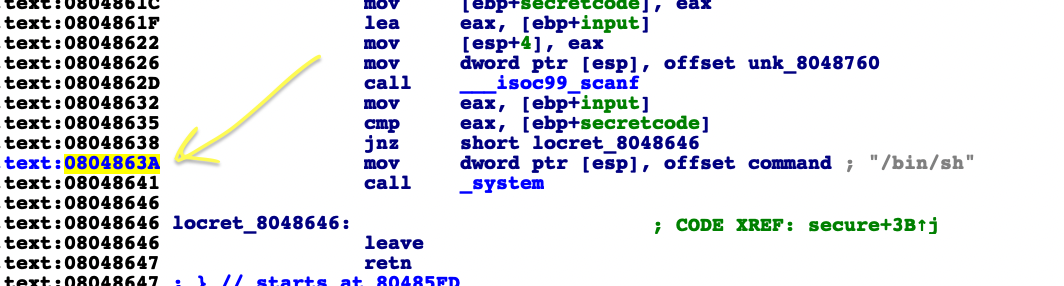 .text:0804861C mov [ebp+secretcode], eax
.text:0804861F lea eax, [ebp+input]
.text:08048622 mov [esp+4], eax
.text:08048626 mov dword ptr [esp], offset unk_8048760
.text:0804862D call ___isoc99_scanf
.text:08048632 mov eax, [ebp+input]
.text:08048635 cmp eax, [ebp+secretcode]
.text:08048638 jnz short locret_8048646
.text:0804863A mov dword ptr [esp], offset command ; "/bin/sh"
.text:08048641 call _system
.text:08048646
.text:08048646 locret_8048646: ; CODE XREF: secure+3B↑j
.text:08048646 leave
.text:08048647 retn
.text:08048647 ; } // starts at 80485FD